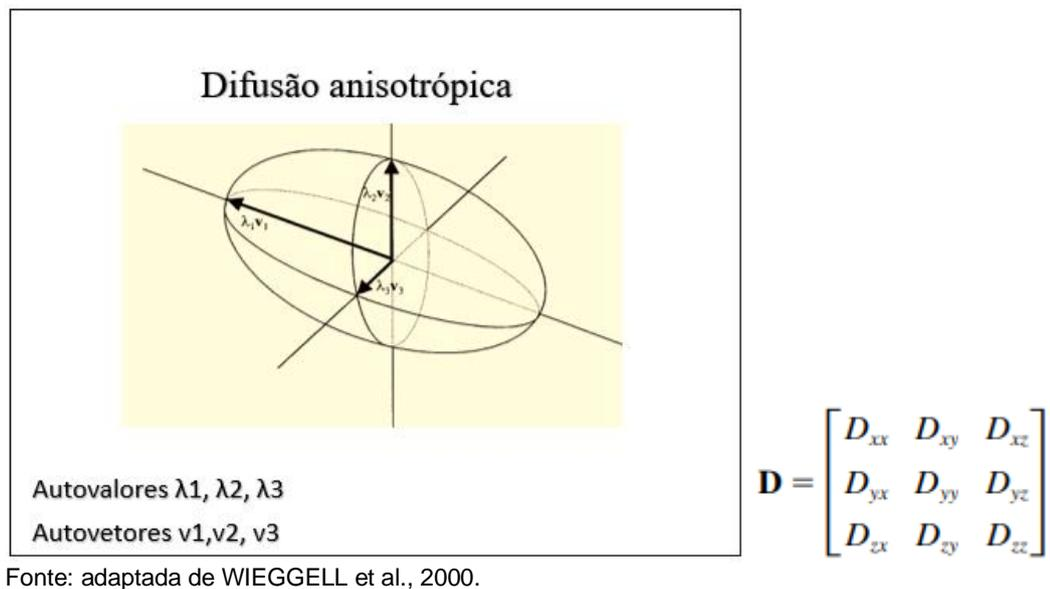 Difusão anisotrópica
λ₂v₂
λ₁v₁
λ₃v₃
Autovalores λ1, λ2, λ3
Autovetores v1,v2, v3
D = [ D_xx D_xy D_xz
D_yx D_yy D_yz
D_zx D_zy D_zz ]
Fonte: adaptada de WIEGGELL et al., 2000.